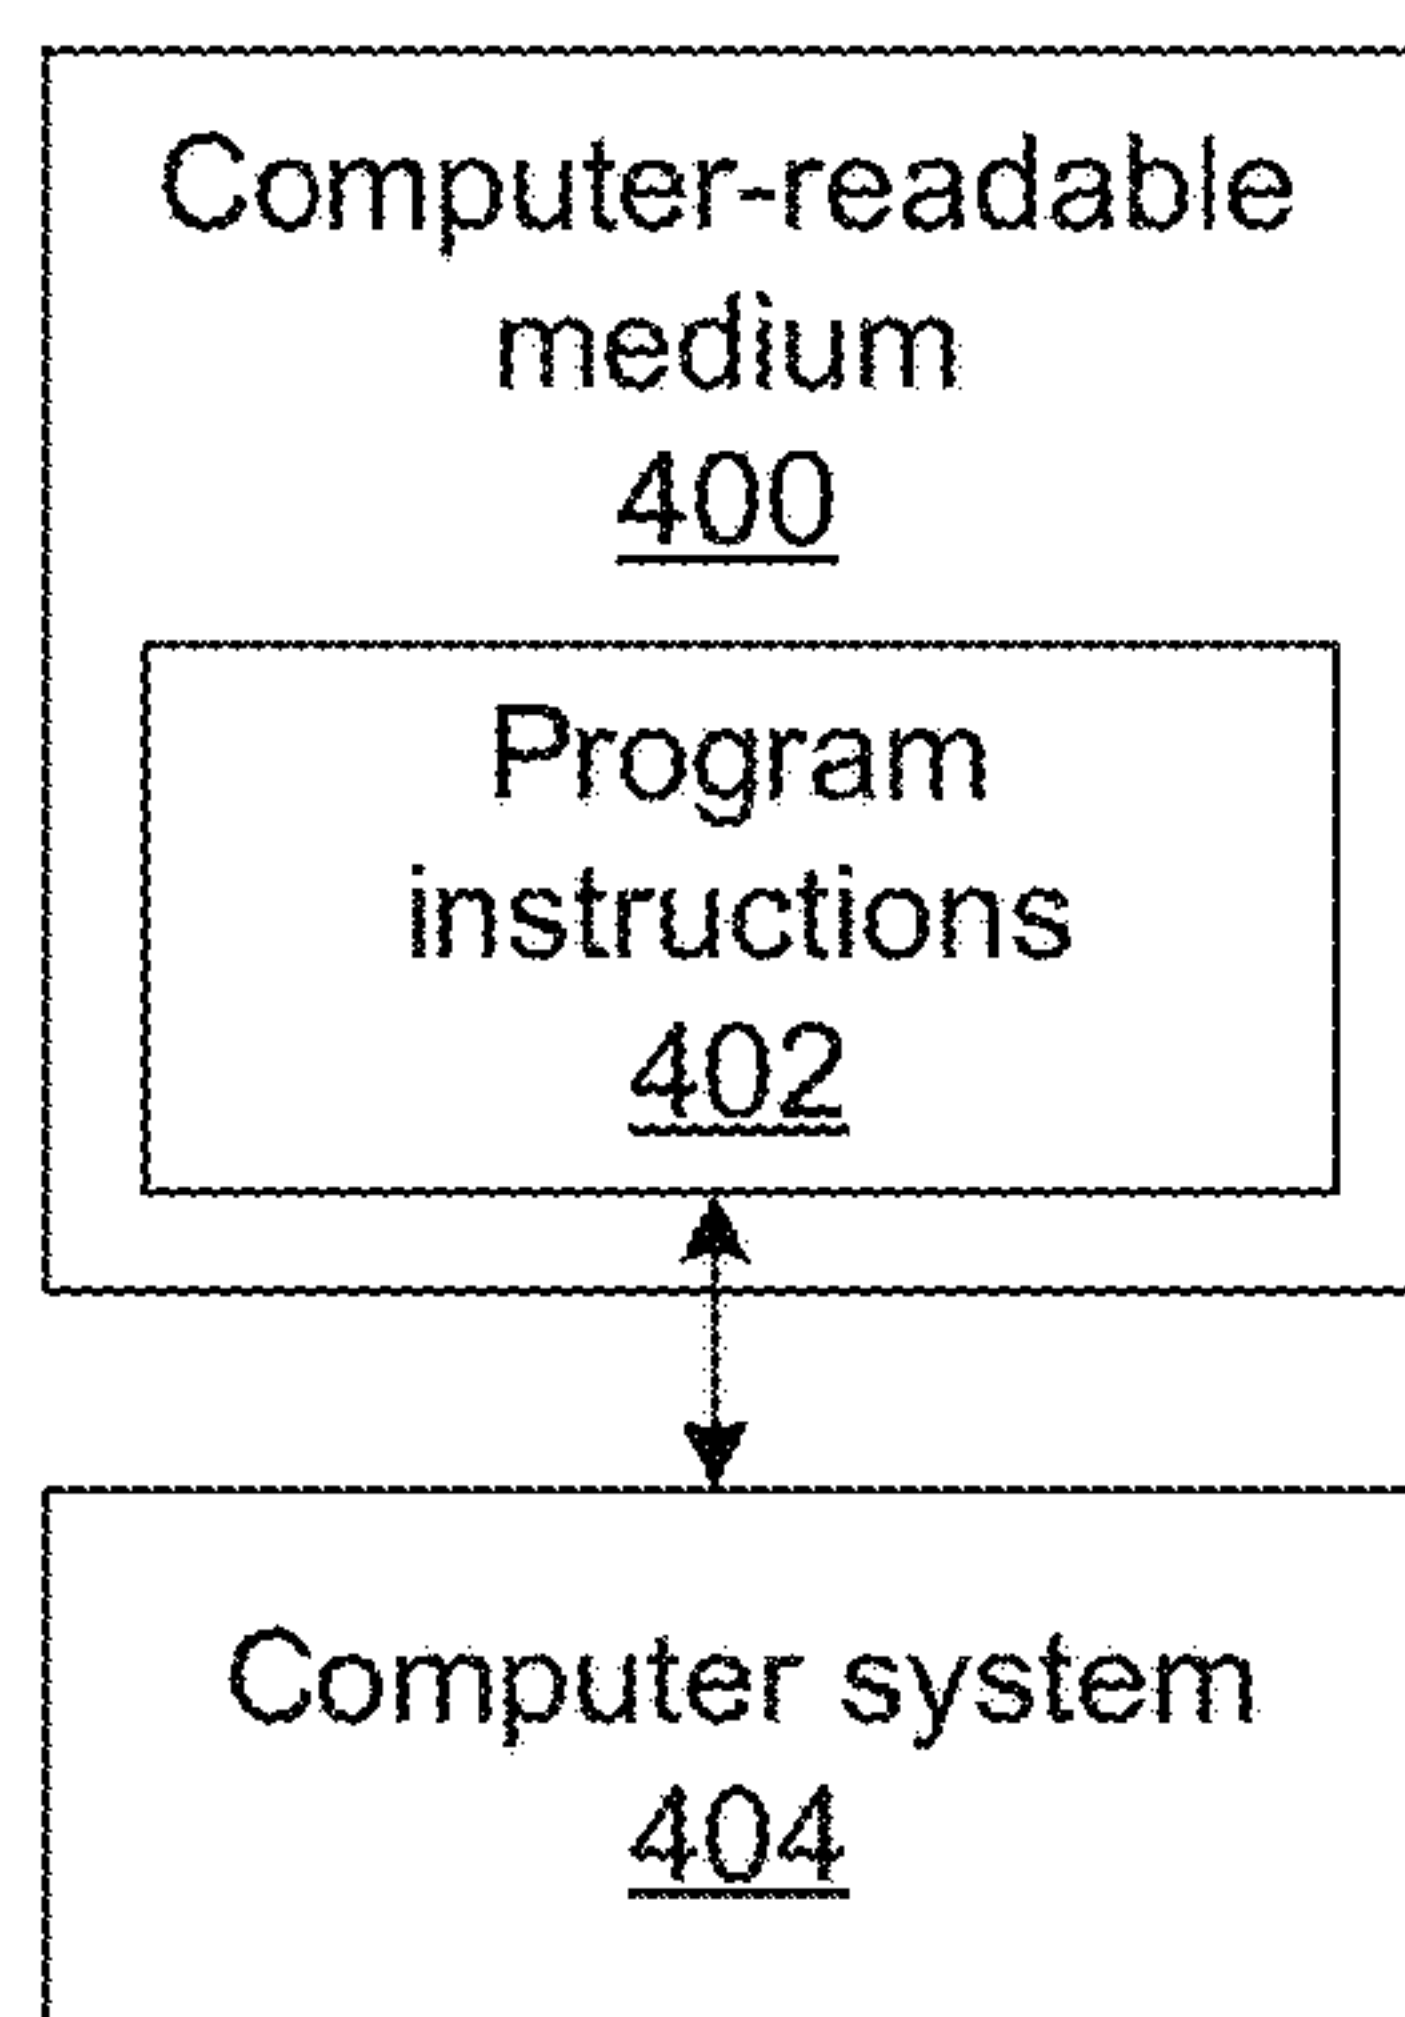 Computer-readable
medium
400
Program
instructions
402
Computer system
404